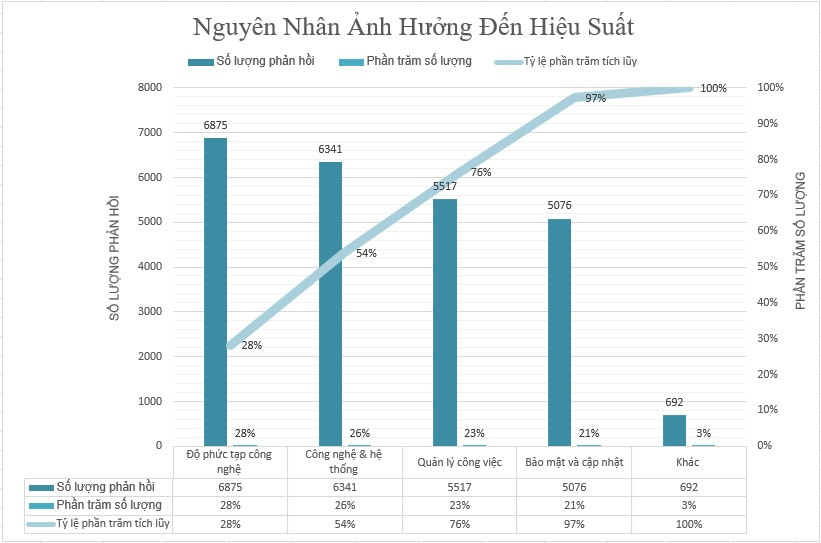 Nguyên Nhân Ảnh Hưởng Đến Hiệu Suất
Số lượng phản hồi Phần trăm số lượng Tỷ lệ phần trăm tích lũy
8000 100%
7000 90%
6000 80%
5000 70%
4000 60%
3000 50%
2000 40%
1000 30%
0 20%
10%
0%
SỐ LƯỢNG PHẢN HỒI
PHẦN TRĂM SỐ LƯỢNG
6875 6341 5517 5076 692
28% 54% 76% 97% 100%
28% 26% 23% 21% 3%
Độ phức tạp công nghệ
Công nghệ & hệ thống
Quản lý công việc
Bảo mật và cập nhật
Khác
Số lượng phản hồi 6875 6341 5517 5076 692
Phần trăm số lượng 28% 26% 23% 21% 3%
Tỷ lệ phần trăm tích lũy 28% 54% 76% 97% 100%